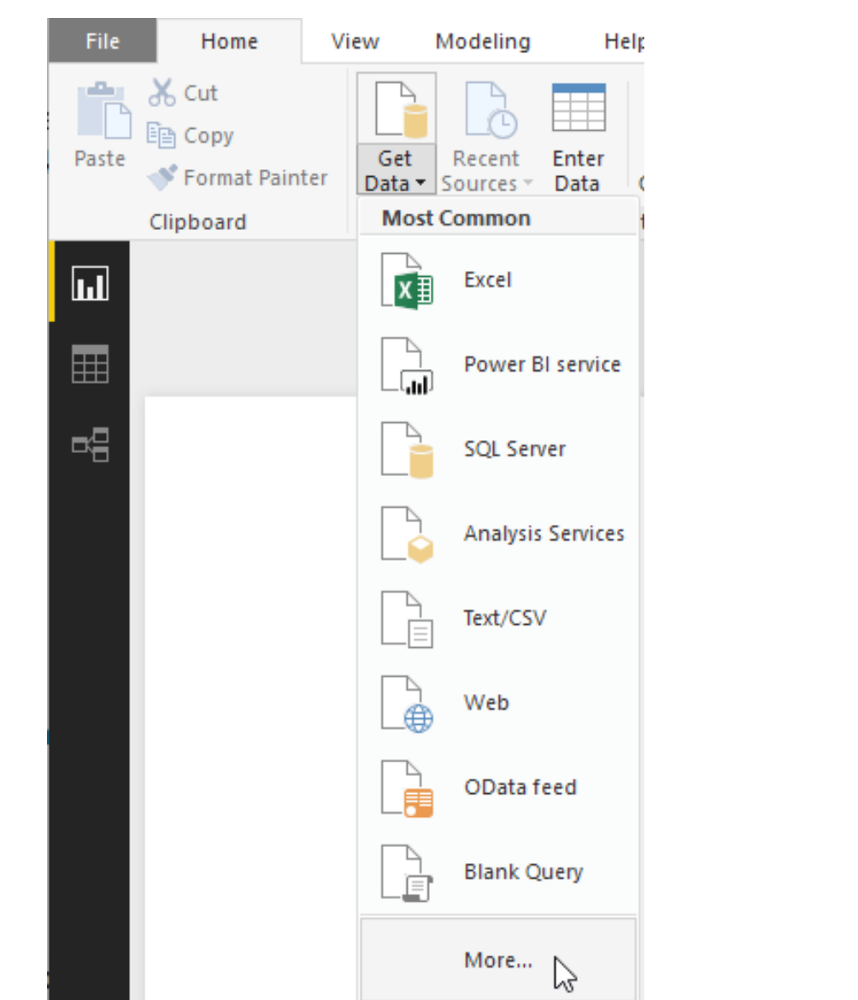 File Home View Modeling Help
Cut
Copy
Format Painter
Paste
Get Data
Recent Sources
Enter Data
Clipboard
Most Common
Excel
Power BI service
SQL Server
Analysis Services
Text/CSV
Web
OData feed
Blank Query
More...